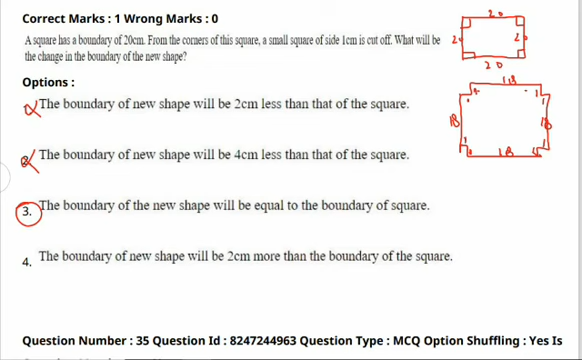 Correct Marks : 1 Wrong Marks : 0
20
A square has a boundary of 20cm. From the corners of this square, a small square of side 1cm is cut off. What will be
the change in the boundary of the new shape?
20
Options :
18
The boundary of new shape will be 2cm less than that of the square.
18
18
The boundary of new shape will be 4cm less than that of the square.
18
3. The boundary of the new shape will be equal to the boundary of square.
4. The boundary of new shape will be 2cm more than the boundary of the square.
Question Number : 35 Question Id : 8247244963 Question Type : MCQ Option Shuffling : Yes Is